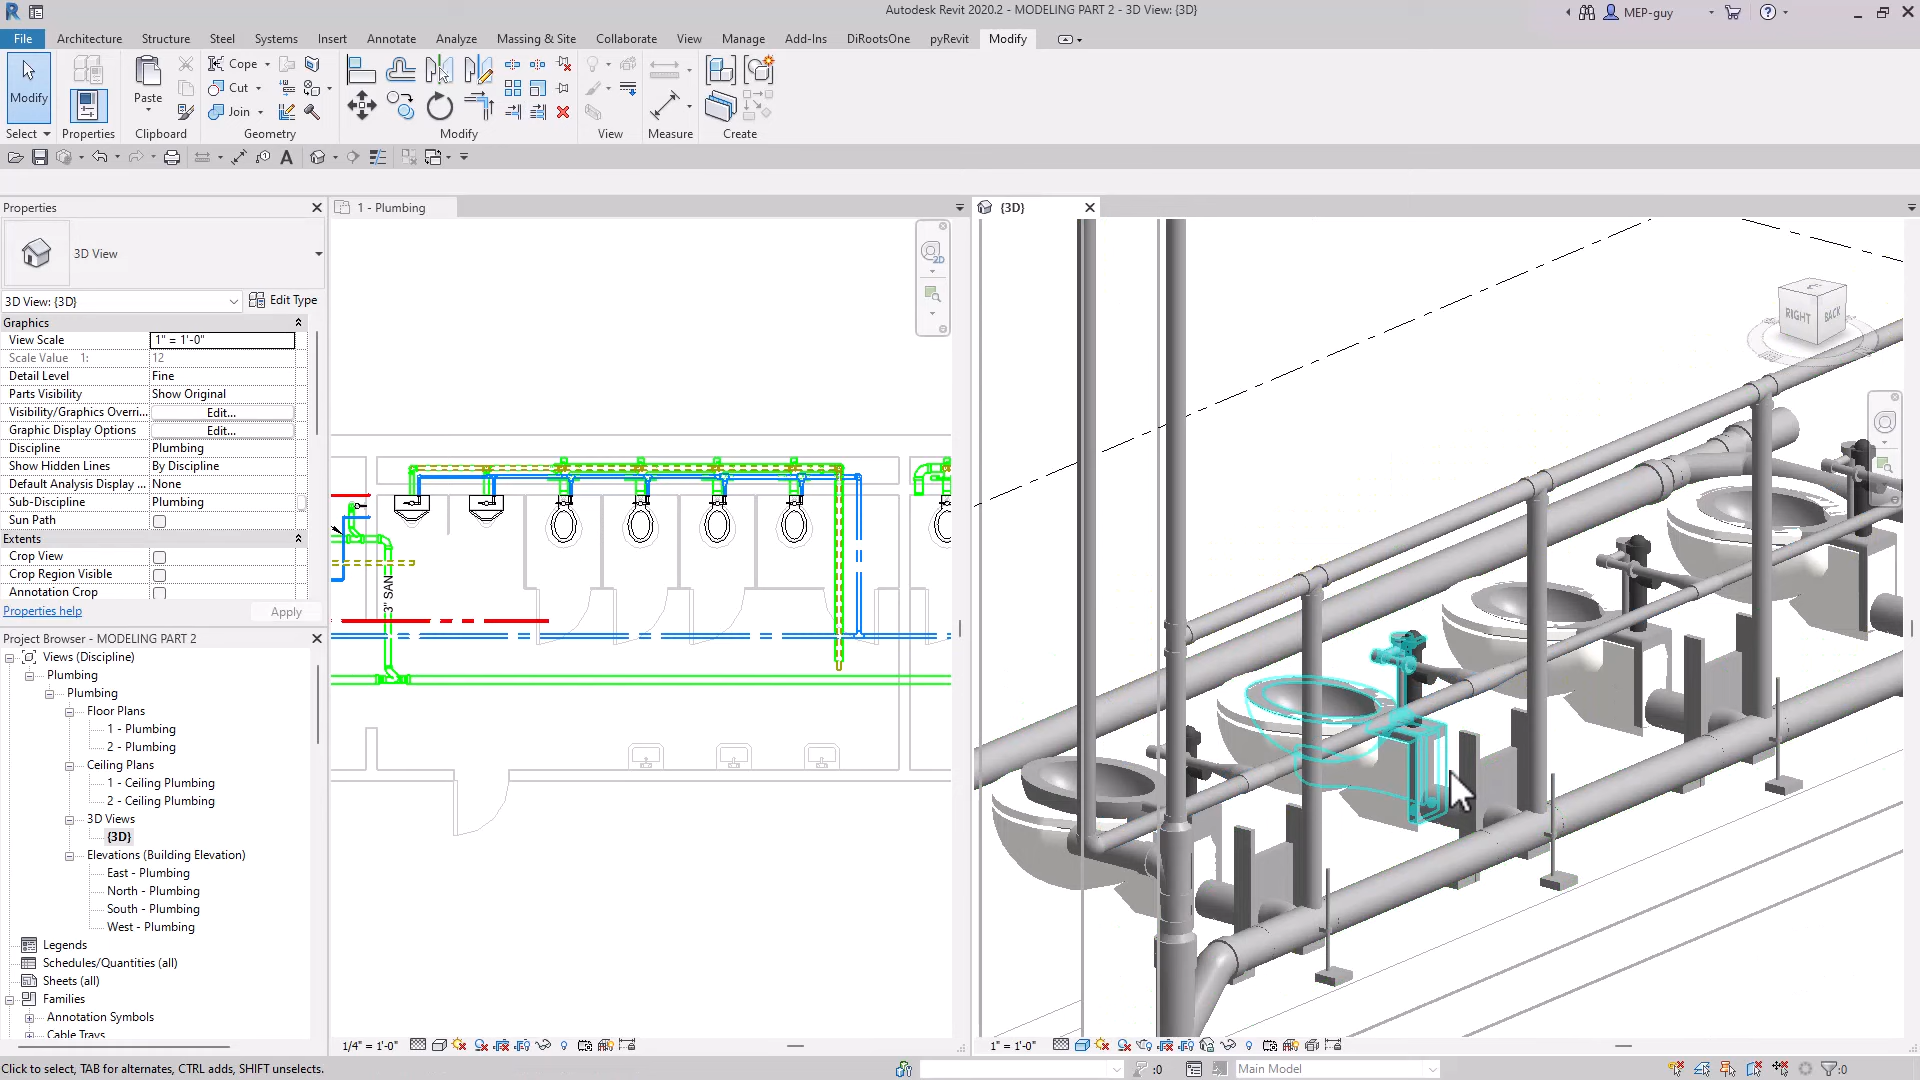 Autodesk Revit 2020.2 - MODELING PART 2 - 3D View: {3D}
MEP-guy
File
Architecture
Structure
Steel
Systems
Insert
Annotate
Analyze
Massing & Site
Collaborate
View
Manage
Add-Ins
DiRootsOne
pyRevit
Modify
Modify
Paste
Cope
Cut
Join
Select
Properties
Clipboard
Geometry
Modify
View
Measure
Create
Properties
3D View
3D View: {3D}
Edit Type
Graphics
View Scale 1" = 1'-0"
Scale Value 1: 12
Detail Level Fine
Parts Visibility Show Original
Visibility/Graphics Overri... Edit...
Graphic Display Options Edit...
Discipline Plumbing
Show Hidden Lines By Discipline
Default Analysis Display ... None
Sub-Discipline Plumbing
Sun Path
Extents
Crop View
Crop Region Visible
Annotation Crop
Properties help
Apply
Project Browser - MODELING PART 2
Views (Discipline)
Plumbing
Plumbing
Floor Plans
1 - Plumbing
2 - Plumbing
Ceiling Plans
1 - Ceiling Plumbing
2 - Ceiling Plumbing
3D Views
{3D}
Elevations (Building Elevation)
East - Plumbing
North - Plumbing
South - Plumbing
West - Plumbing
Legends
Schedules/Quantities (all)
Sheets (all)
Families
Annotation Symbols
Cable Trays
1 - Plumbing
2D
3" SAN
1/4" = 1'-0"
{3D}
RIGHT
BACK
1" = 1'-0"
Click to select, TAB for alternates, CTRL adds, SHIFT unselects.
:0
Main Model
:0